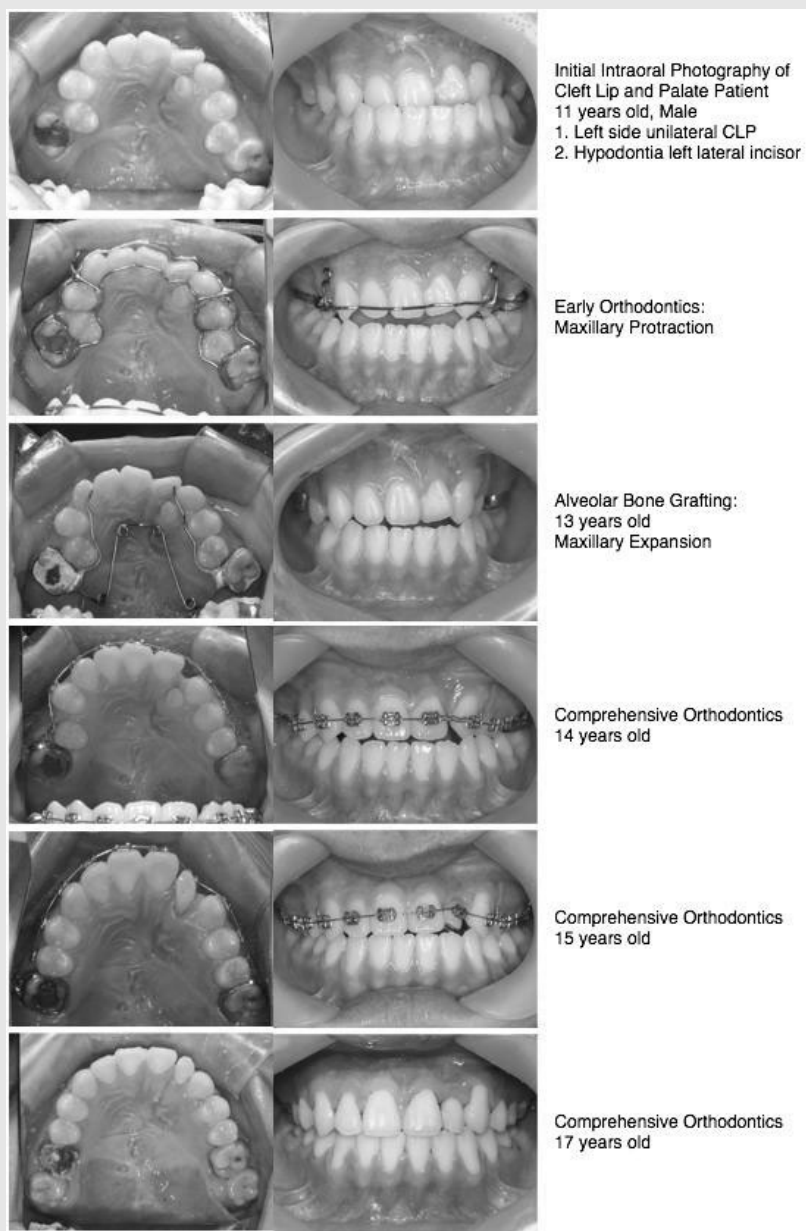 Initial Intraoral Photography of
Cleft Lip and Palate Patient
11 years old, Male
1. Left side unilateral CLP
2. Hypodontia left lateral incisor
Early Orthodontics:
Maxillary Protraction
Alveolar Bone Grafting:
13 years old
Maxillary Expansion
Comprehensive Orthodontics
14 years old
Comprehensive Orthodontics
15 years old
Comprehensive Orthodontics
17 years old